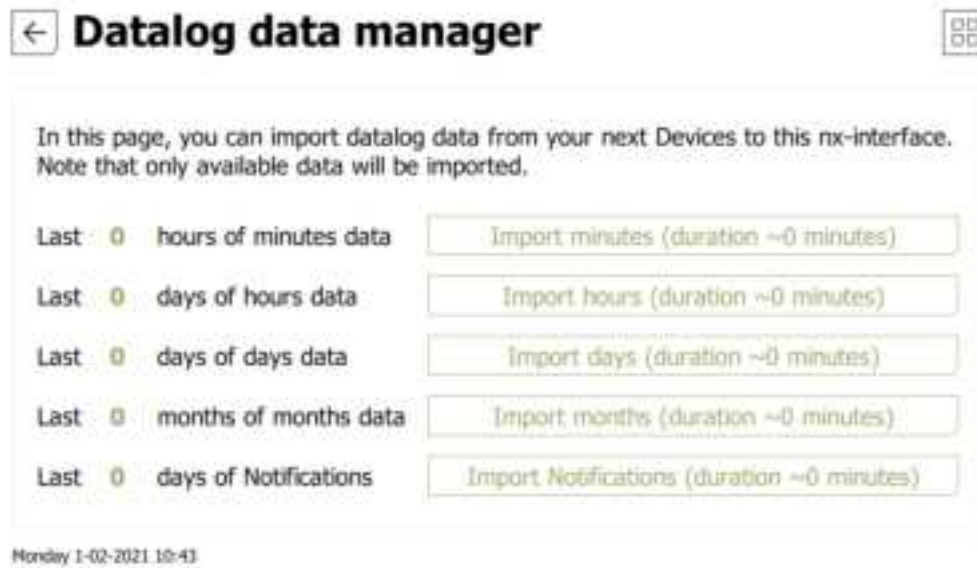 Datalog data manager
In this page, you can import datalog data from your next Devices to this nx-interface.
Note that only available data will be imported.
Last 0 hours of minutes data Import minutes (duration ~0 minutes)
Last 0 days of hours data Import hours (duration ~0 minutes)
Last 0 days of days data Import days (duration ~0 minutes)
Last 0 months of months data Import months (duration ~0 minutes)
Last 0 days of Notifications Import Notifications (duration ~0 minutes)
Monday 1-02-2021 10:43